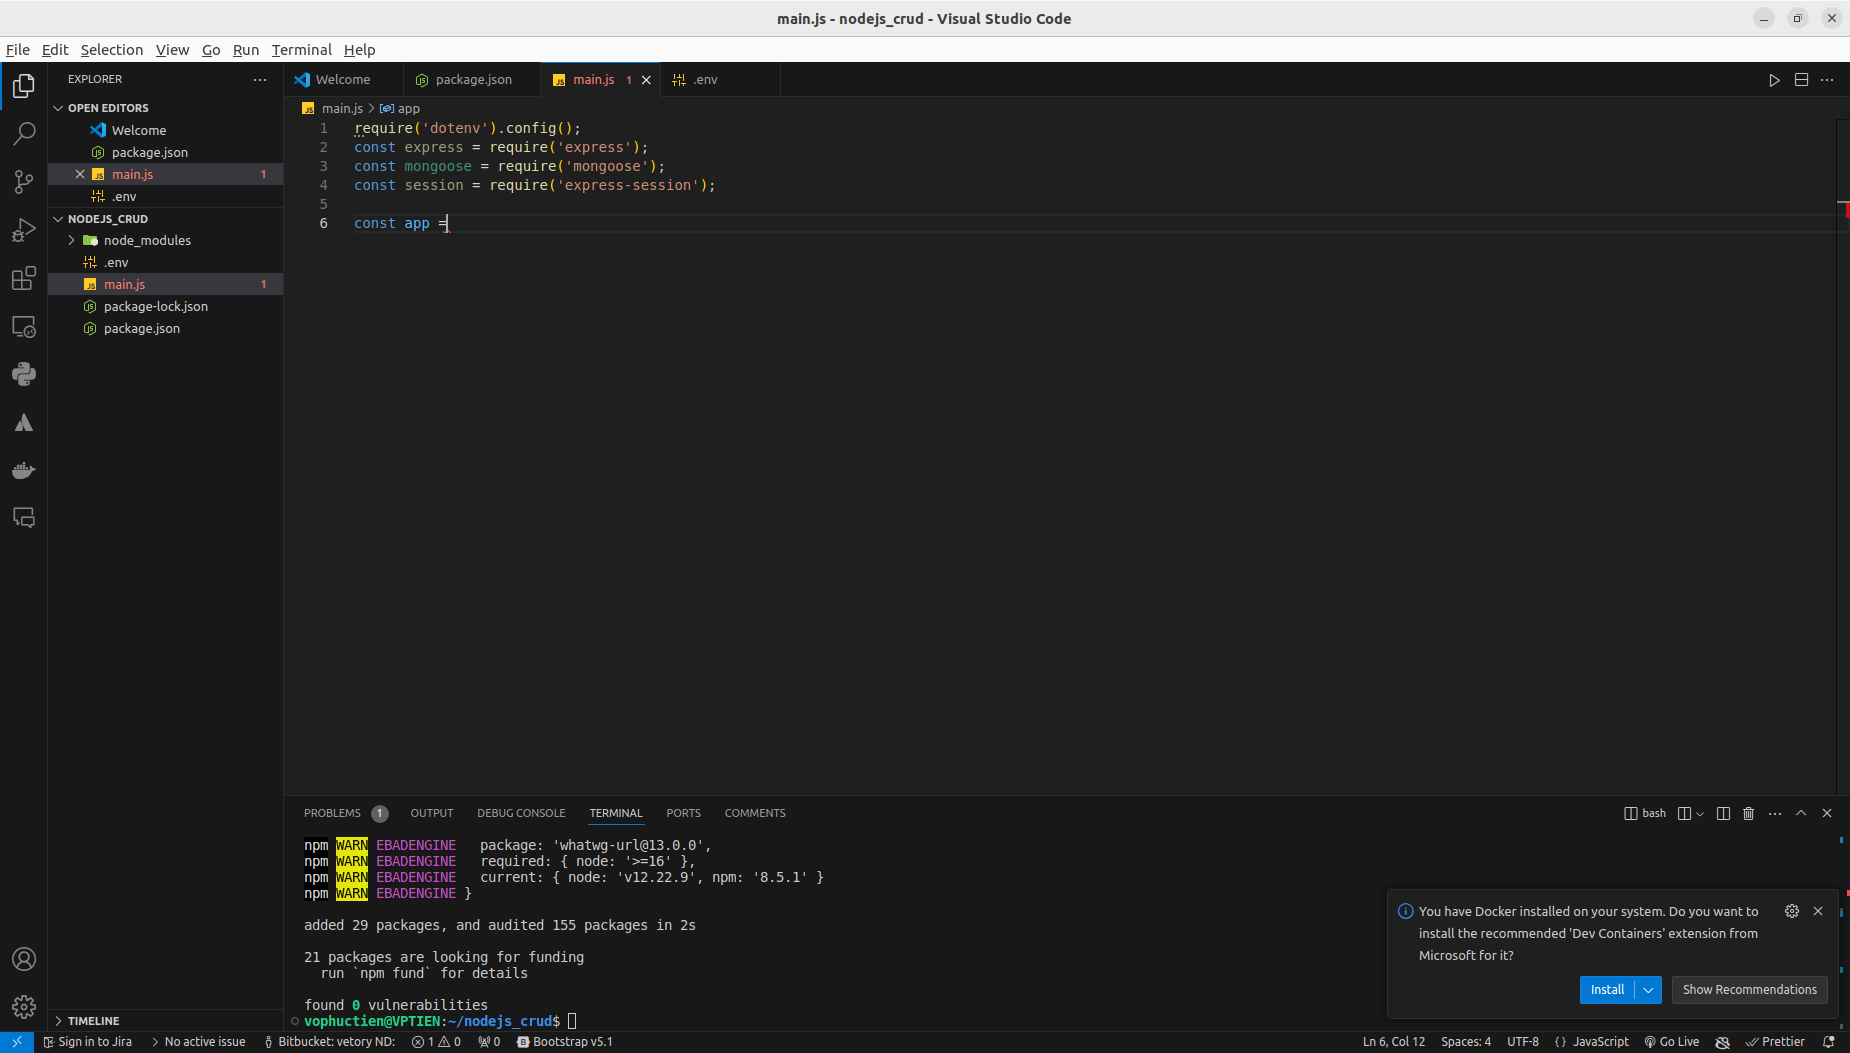 main.js - nodejs_crud - Visual Studio Code
File Edit Selection View Go Run Terminal Help
EXPLORER
OPEN EDITORS
Welcome
package.json
main.js 1
.env
NODEJS_CRUD
node_modules
.env
main.js 1
package-lock.json
package.json
TIMELINE
Welcome package.json main.js 1 .env
main.js > app
1 require('dotenv').config();
2 const express = require('express');
3 const mongoose = require('mongoose');
4 const session = require('express-session');
5
6 const app =
PROBLEMS 1 OUTPUT DEBUG CONSOLE TERMINAL PORTS COMMENTS
bash
npm WARN EBADENGINE package: 'whatwg-url@13.0.0',
npm WARN EBADENGINE required: { node: '>=16' },
npm WARN EBADENGINE current: { node: 'v12.22.9', npm: '8.5.1' }
npm WARN EBADENGINE }
added 29 packages, and audited 155 packages in 2s
21 packages are looking for funding
run `npm fund` for details
found 0 vulnerabilities
vophuctien@VPTIEN:~/nodejs_crud$
You have Docker installed on your system. Do you want to
install the recommended 'Dev Containers' extension from
Microsoft for it?
Install Show Recommendations
Sign in to Jira No active issue Bitbucket: vetory ND: 1 0 0 Bootstrap v5.1 Ln 6, Col 12 Spaces: 4 UTF-8 {} JavaScript Go Live Prettier